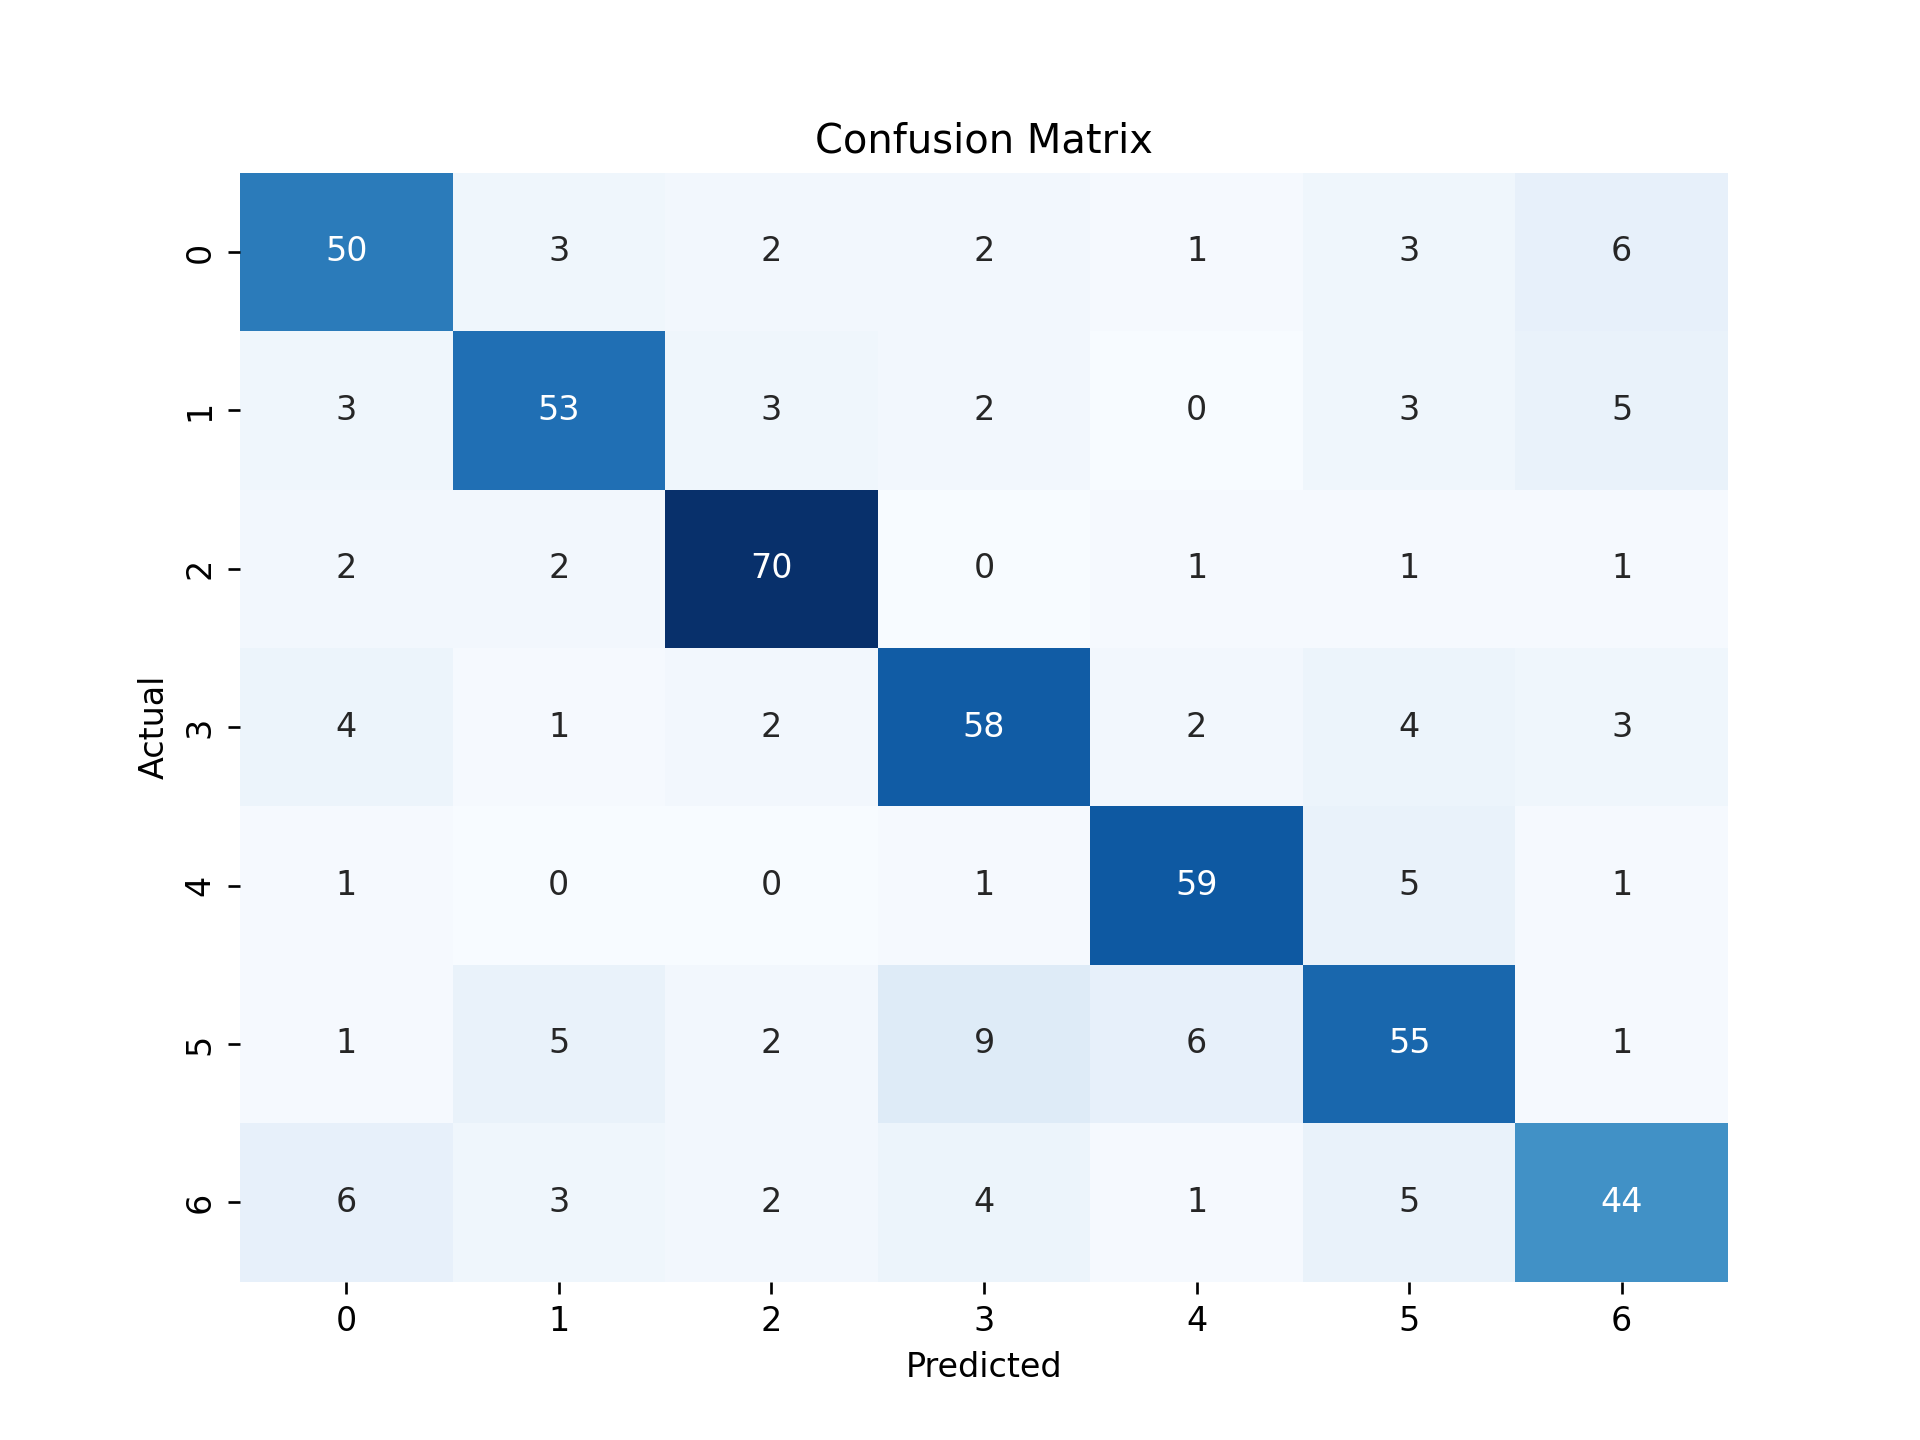 Confusion Matrix
0 50 3 2 2 1 3 6
1 3 53 3 2 0 3 5
2 2 2 70 0 1 1 1
3 4 1 2 58 2 4 3
4 1 0 0 1 59 5 1
5 1 5 2 9 6 55 1
6 6 3 2 4 1 5 44
Actual
0 1 2 3 4 5 6
Predicted